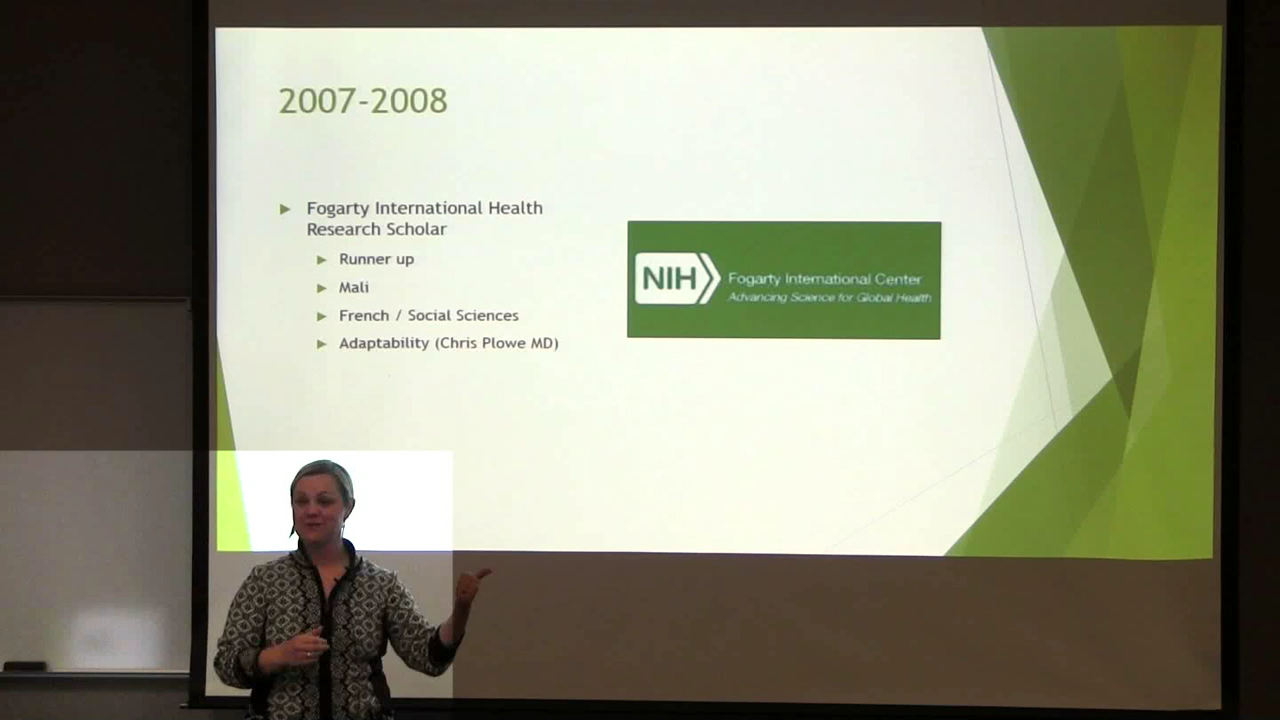 2007-2008
Fogarty International Health
Research Scholar
Runner up
Mali
French / Social Sciences
Adaptability (Chris Plowe MD)
NIH
Fogarty International Center
Advancing Science for Global Health